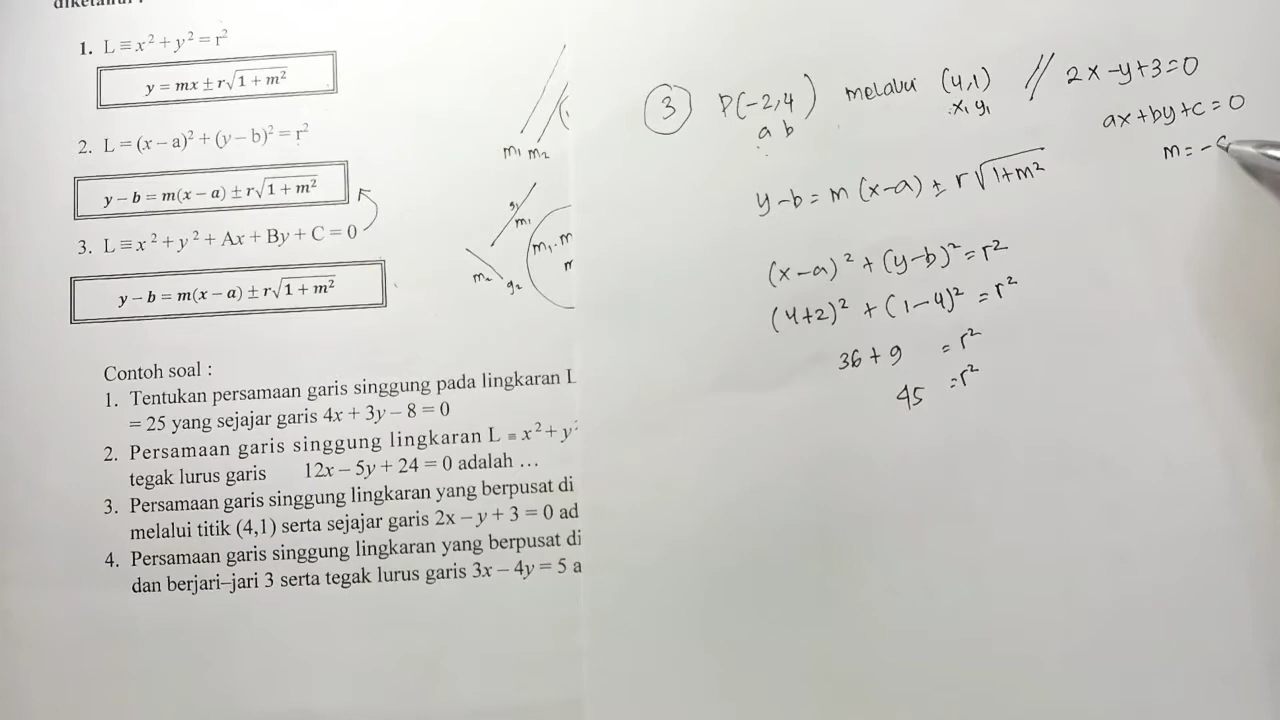 diketahui :
1. L ≡ x² + y² = r²
y = mx ± r√1 + m²
2. L = (x – a)² + (y – b)² = r²
y – b = m(x – a) ± r√1 + m²
3. L ≡ x² + y² + Ax + By + C = 0
y – b = m(x – a) ± r√1 + m²
m₁ m₂
g₁
m₁
m₂
g₂
m₁ . m
Contoh soal :
1. Tentukan persamaan garis singgung pada lingkaran L
= 25 yang sejajar garis 4x + 3y – 8 = 0
2. Persamaan garis singgung lingkaran L ≡ x² + y²
tegak lurus garis 12x – 5y + 24 = 0 adalah …
3. Persamaan garis singgung lingkaran yang berpusat di
melalui titik (4,1) serta sejajar garis 2x – y + 3 = 0 ad
4. Persamaan garis singgung lingkaran yang berpusat di
dan berjari–jari 3 serta tegak lurus garis 3x – 4y = 5 a
3 P(-2,4) melalui (4,1) // 2x-y+3=0
a b x₁ y₁
ax+by+c=0
m = -
y-b = m (x-a) ± r√1+m²
(x-a)² + (y-b)² = r²
(4+2)² + (1-4)² = r²
36 + 9 = r²
45 = r²